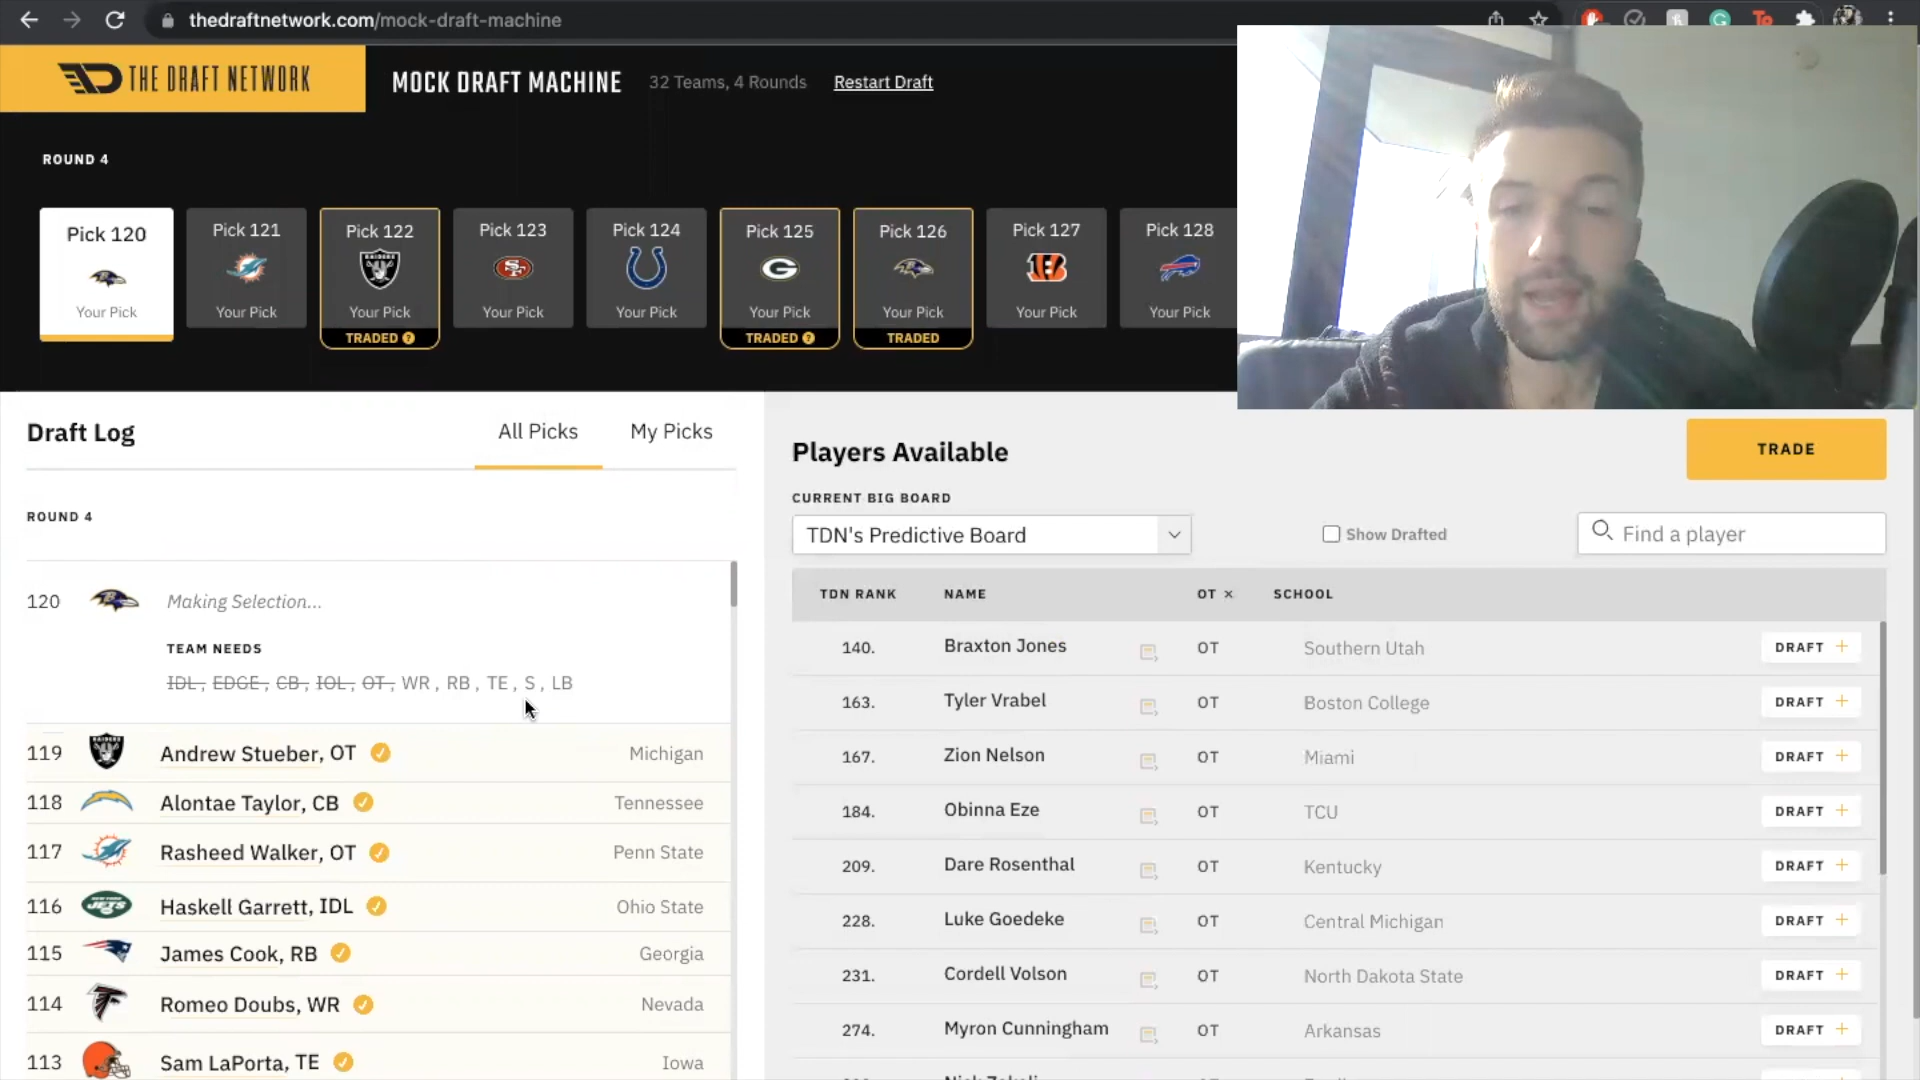 thedraftnetwork.com/mock-draft-machine
THE DRAFT NETWORK
MOCK DRAFT MACHINE
32 Teams, 4 Rounds
Restart Draft
ROUND 4
Pick 120
Your Pick
Pick 121
Your Pick
Pick 122
RAIDERS
Your Pick
TRADED ?
Pick 123
SF
Your Pick
Pick 124
Your Pick
Pick 125
G
Your Pick
TRADED ?
Pick 126
Your Pick
TRADED
Pick 127
B
Your Pick
Pick 128
Your Pick
Draft Log
All Picks
My Picks
ROUND 4
120
Making Selection...
TEAM NEEDS
IDL , EDGE , CB , IOL , OT , WR , RB , TE , S , LB
119 RAIDERS Andrew Stueber, OT Michigan
118 Alontae Taylor, CB Tennessee
117 Rasheed Walker, OT Penn State
116 JETS Haskell Garrett, IDL Ohio State
115 James Cook, RB Georgia
114 Romeo Doubs, WR Nevada
113 Sam LaPorta, TE Iowa
Players Available
TRADE
CURRENT BIG BOARD
TDN's Predictive Board
Show Drafted
Find a player
TDN RANK NAME OT × SCHOOL
140. Braxton Jones OT Southern Utah DRAFT +
163. Tyler Vrabel OT Boston College DRAFT +
167. Zion Nelson OT Miami DRAFT +
184. Obinna Eze OT TCU DRAFT +
209. Dare Rosenthal OT Kentucky DRAFT +
228. Luke Goedeke OT Central Michigan DRAFT +
231. Cordell Volson OT North Dakota State DRAFT +
274. Myron Cunningham OT Arkansas DRAFT +